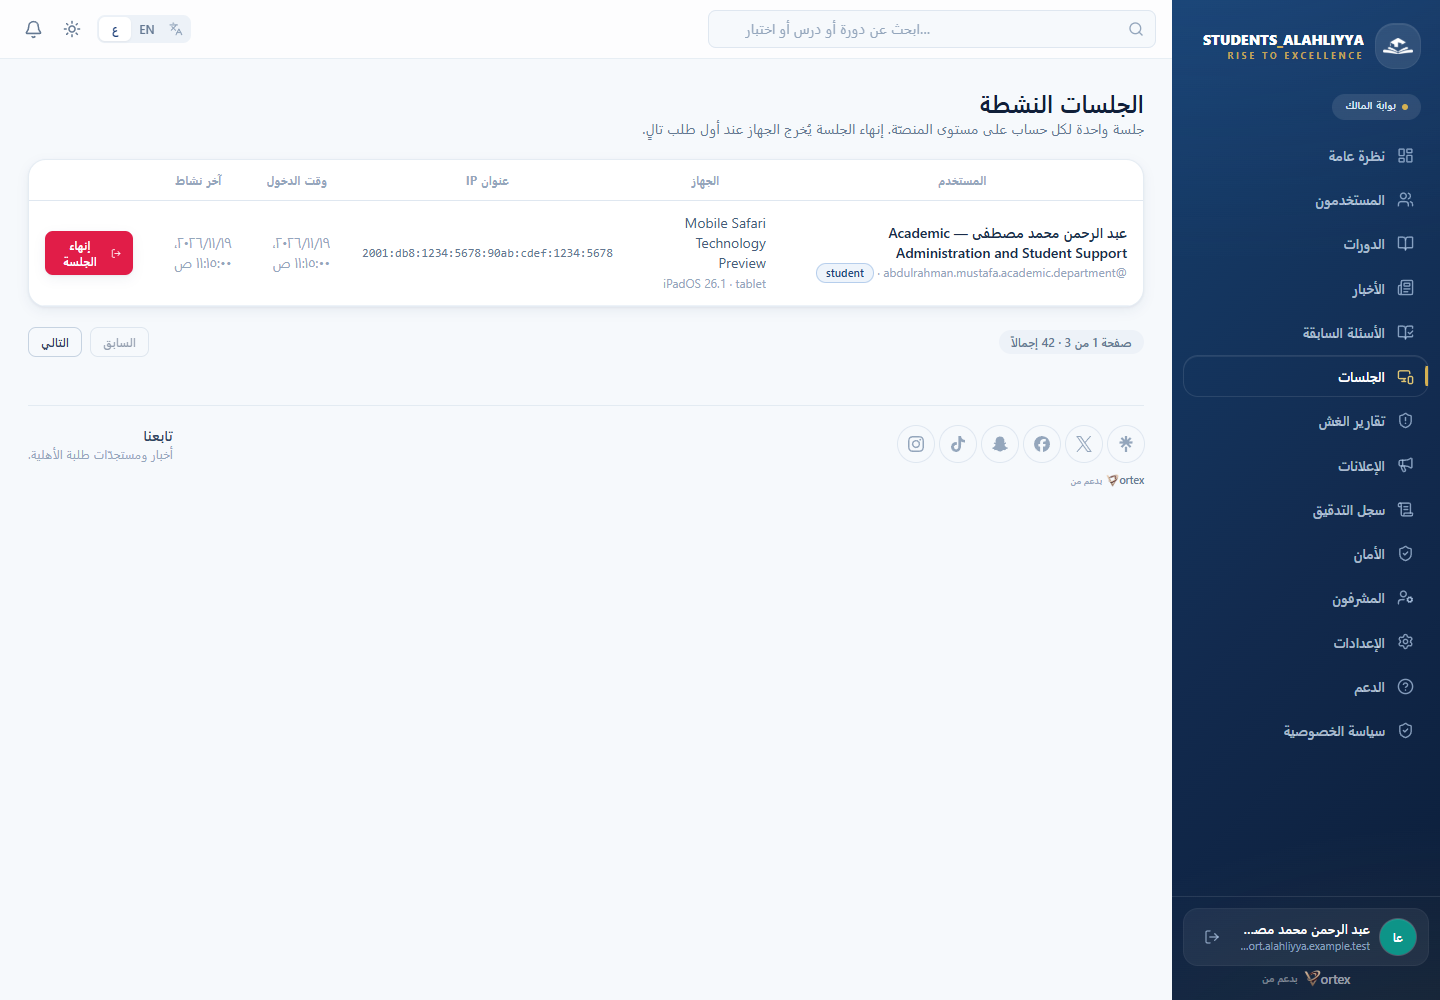 STUDENTS_ALAHLIYYA
RISE TO EXCELLENCE
بوابة المالك
نظرة عامة
المستخدمون
الدورات
الأخبار
الأسئلة السابقة
الجلسات
تقارير الغش
الإعلانات
سجل التدقيق
الأمان
المشرفون
الإعدادات
الدعم
سياسة الخصوصية
عا
عبد الرحمن محمد مصـ...
...ort.alahliyya.example.test
بدعم من Vortex
ابحث عن دورة أو درس أو اختبار...
EN
ع
الجلسات النشطة
جلسة واحدة لكل حساب على مستوى المنصّة. إنهاء الجلسة يُخرج الجهاز عند أول طلب تالٍ.
المستخدم
الجهاز
عنوان IP
وقت الدخول
آخر نشاط
عبد الرحمن محمد مصطفى — Academic
Administration and Student Support
@abdulrahman.mustafa.academic.department · student
Mobile Safari
Technology
Preview
iPadOS 26.1 · tablet
2001:db8:1234:5678:90ab:cdef:1234:5678
١٩/‏١١/‏٢٠٢٦،
١١:١٥:٠٠ ص
١٩/‏١١/‏٢٠٢٦،
١١:١٥:٠٠ ص
إنهاء
الجلسة
صفحة 1 من 3 · 42 إجمالاً
السابق
التالي
تابعنا
أخبار ومستجدّات طلبة الأهلية.
بدعم من Vortex